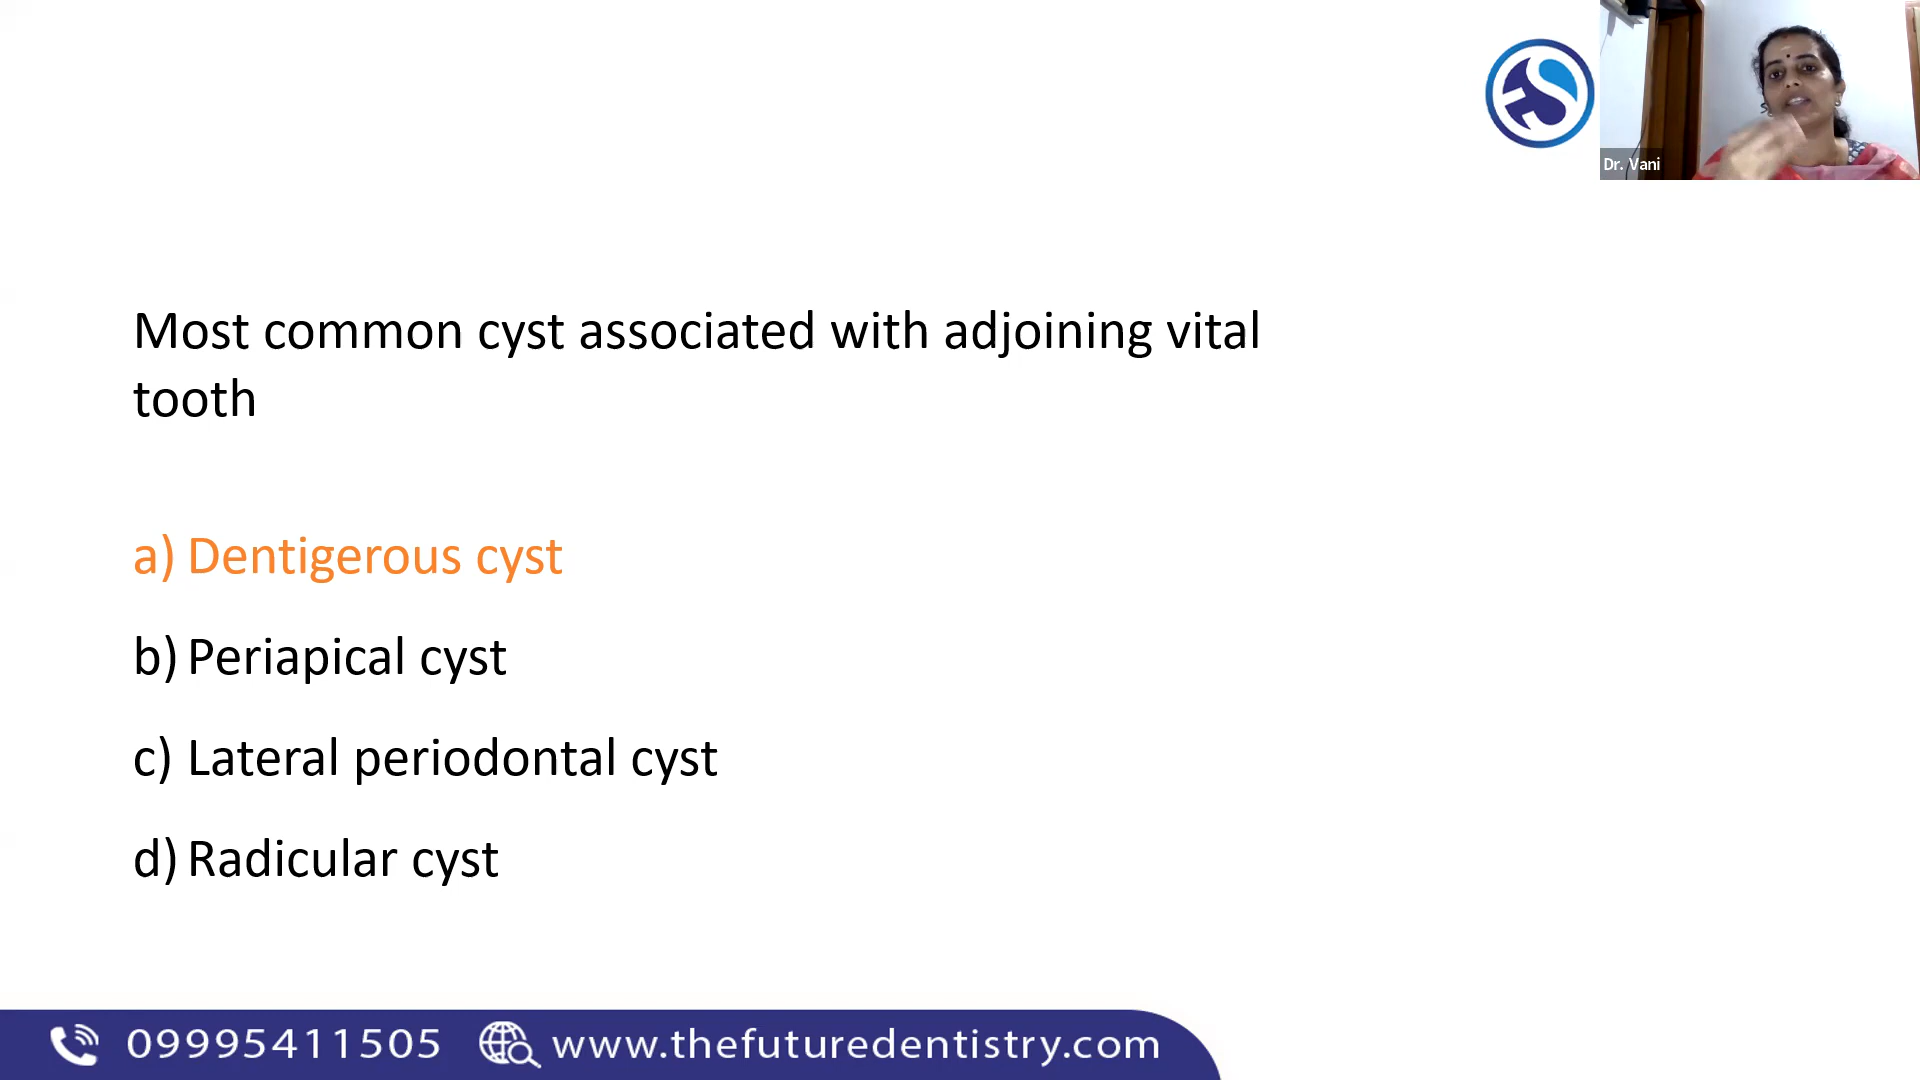 Dr. Vani
Most common cyst associated with adjoining vital
tooth
a) Dentigerous cyst
b) Periapical cyst
c) Lateral periodontal cyst
d) Radicular cyst
09995411505 www.thefuturedentistry.com